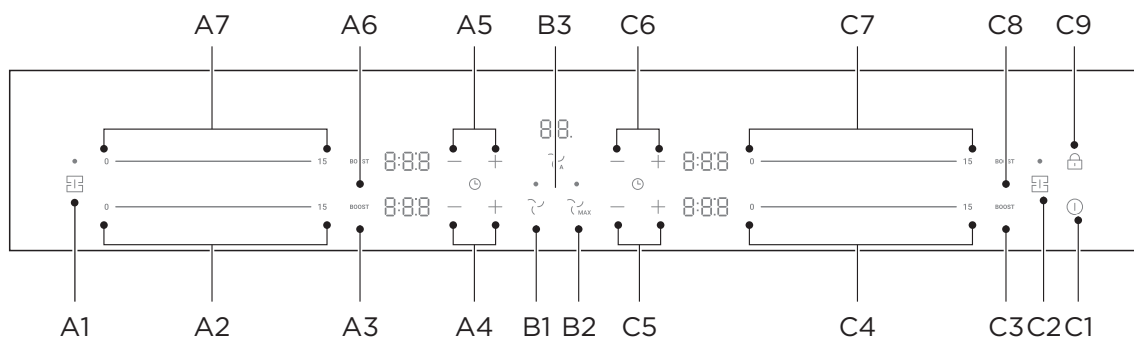 A7 A6 A5 B3 C6 C7 C8 C9
88.
0 15 BOOST 8:8.8 − + A − + 8:8.8 0 15 BOOST
0 15 BOOST 8:8.8 − + MAX − + 8:8.8 0 15 BOOST
A1 A2 A3 A4 B1 B2 C5 C4 C3 C2 C1